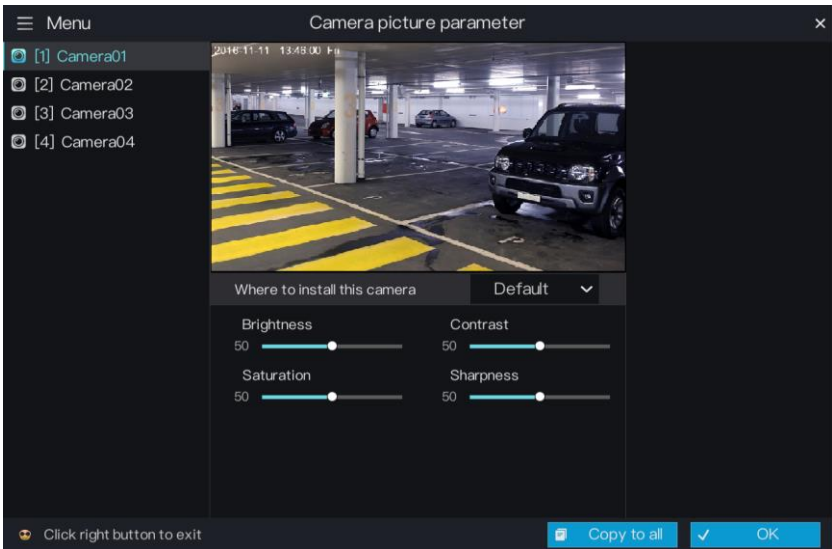 Menu
Camera picture parameter
[1] Camera01
[2] Camera02
[3] Camera03
[4] Camera04
2016-11-11 13:48:00 Fri
Where to install this camera
Default
Brightness
Contrast
50
50
Saturation
Sharpness
50
50
Click right button to exit
Copy to all
OK